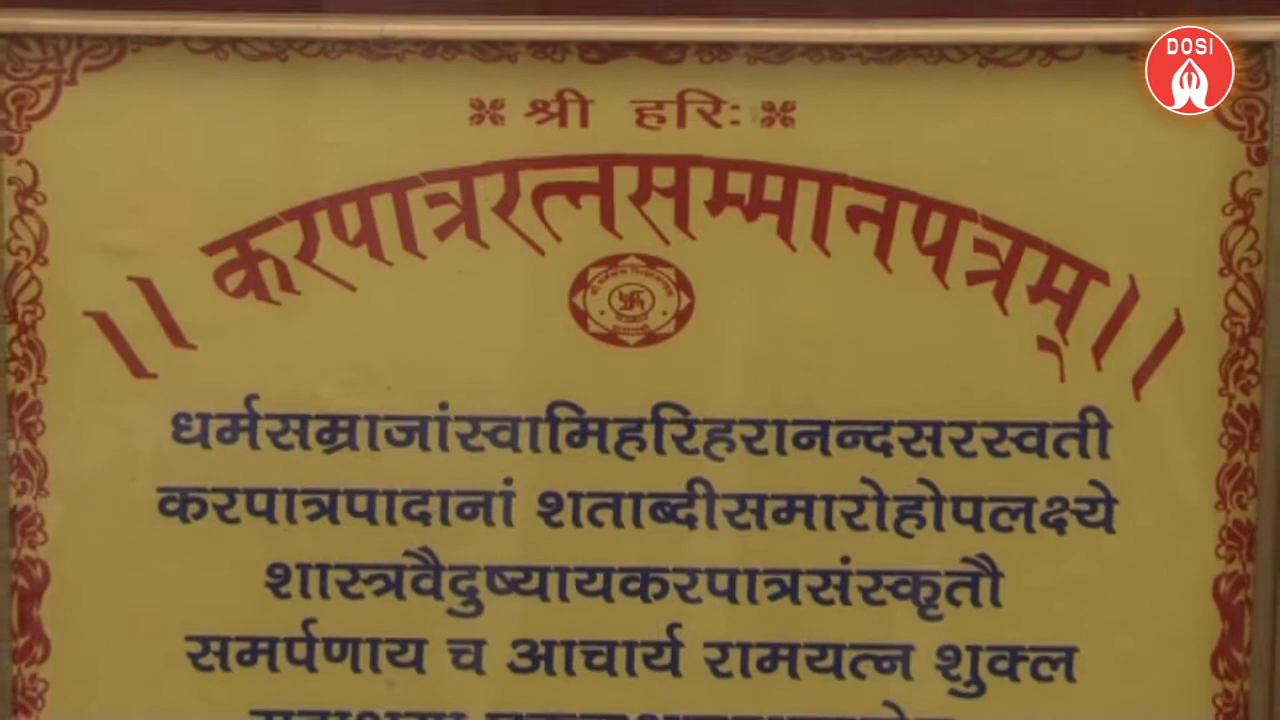 DOSI
श्री हरि:
।। करपात्ररत्नसम्मानपत्रम् ।।
धर्मसम्राजांस्वामिहरिहरानन्दसरस्वती
करपात्रपादानां शताब्दीसमारोहोपलक्ष्ये
शास्त्रवैदुष्यायकरपात्रसंस्कृतौ
समर्पणाय च आचार्य रामयत्न शुक्ल